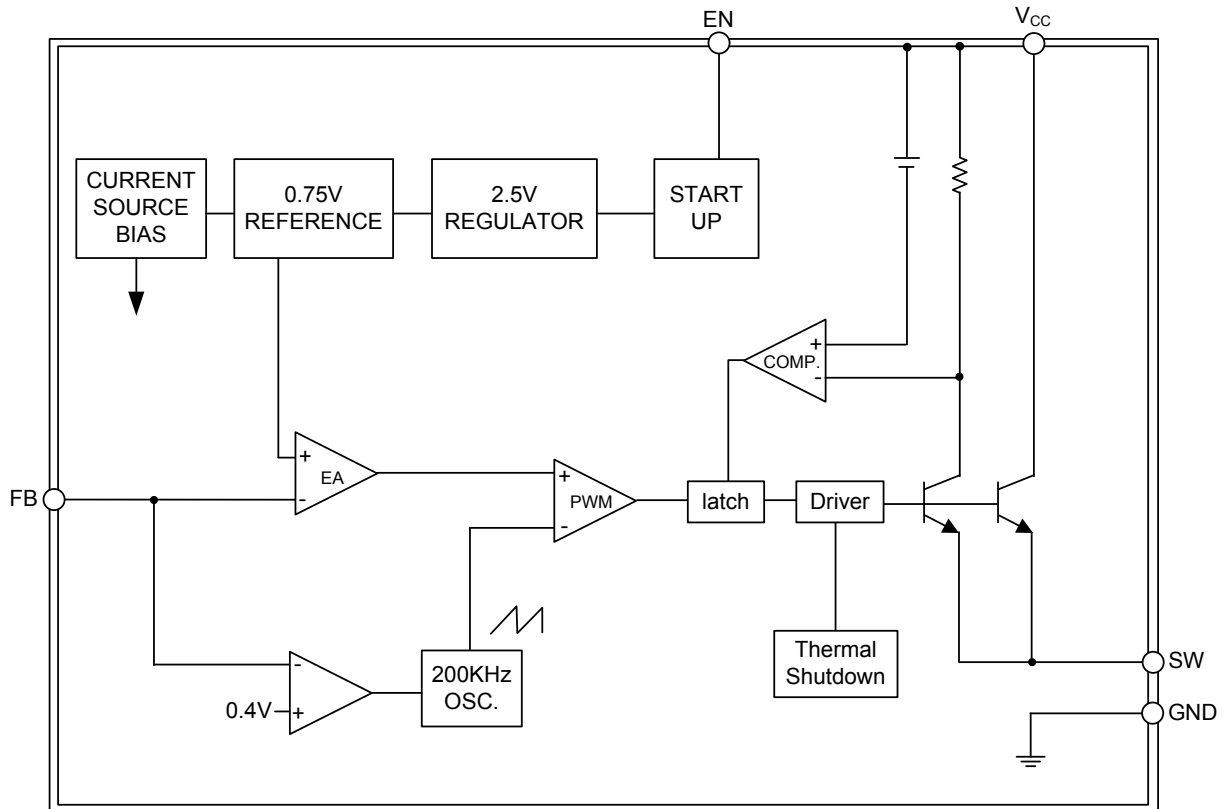 EN
V_CC
CURRENT
SOURCE
BIAS
0.75V
REFERENCE
2.5V
REGULATOR
START
UP
+
COMP.
-
+
EA
-
FB
+
PWM
-
latch
Driver
Thermal
Shutdown
-
0.4V
+
200KHz
OSC.
SW
GND